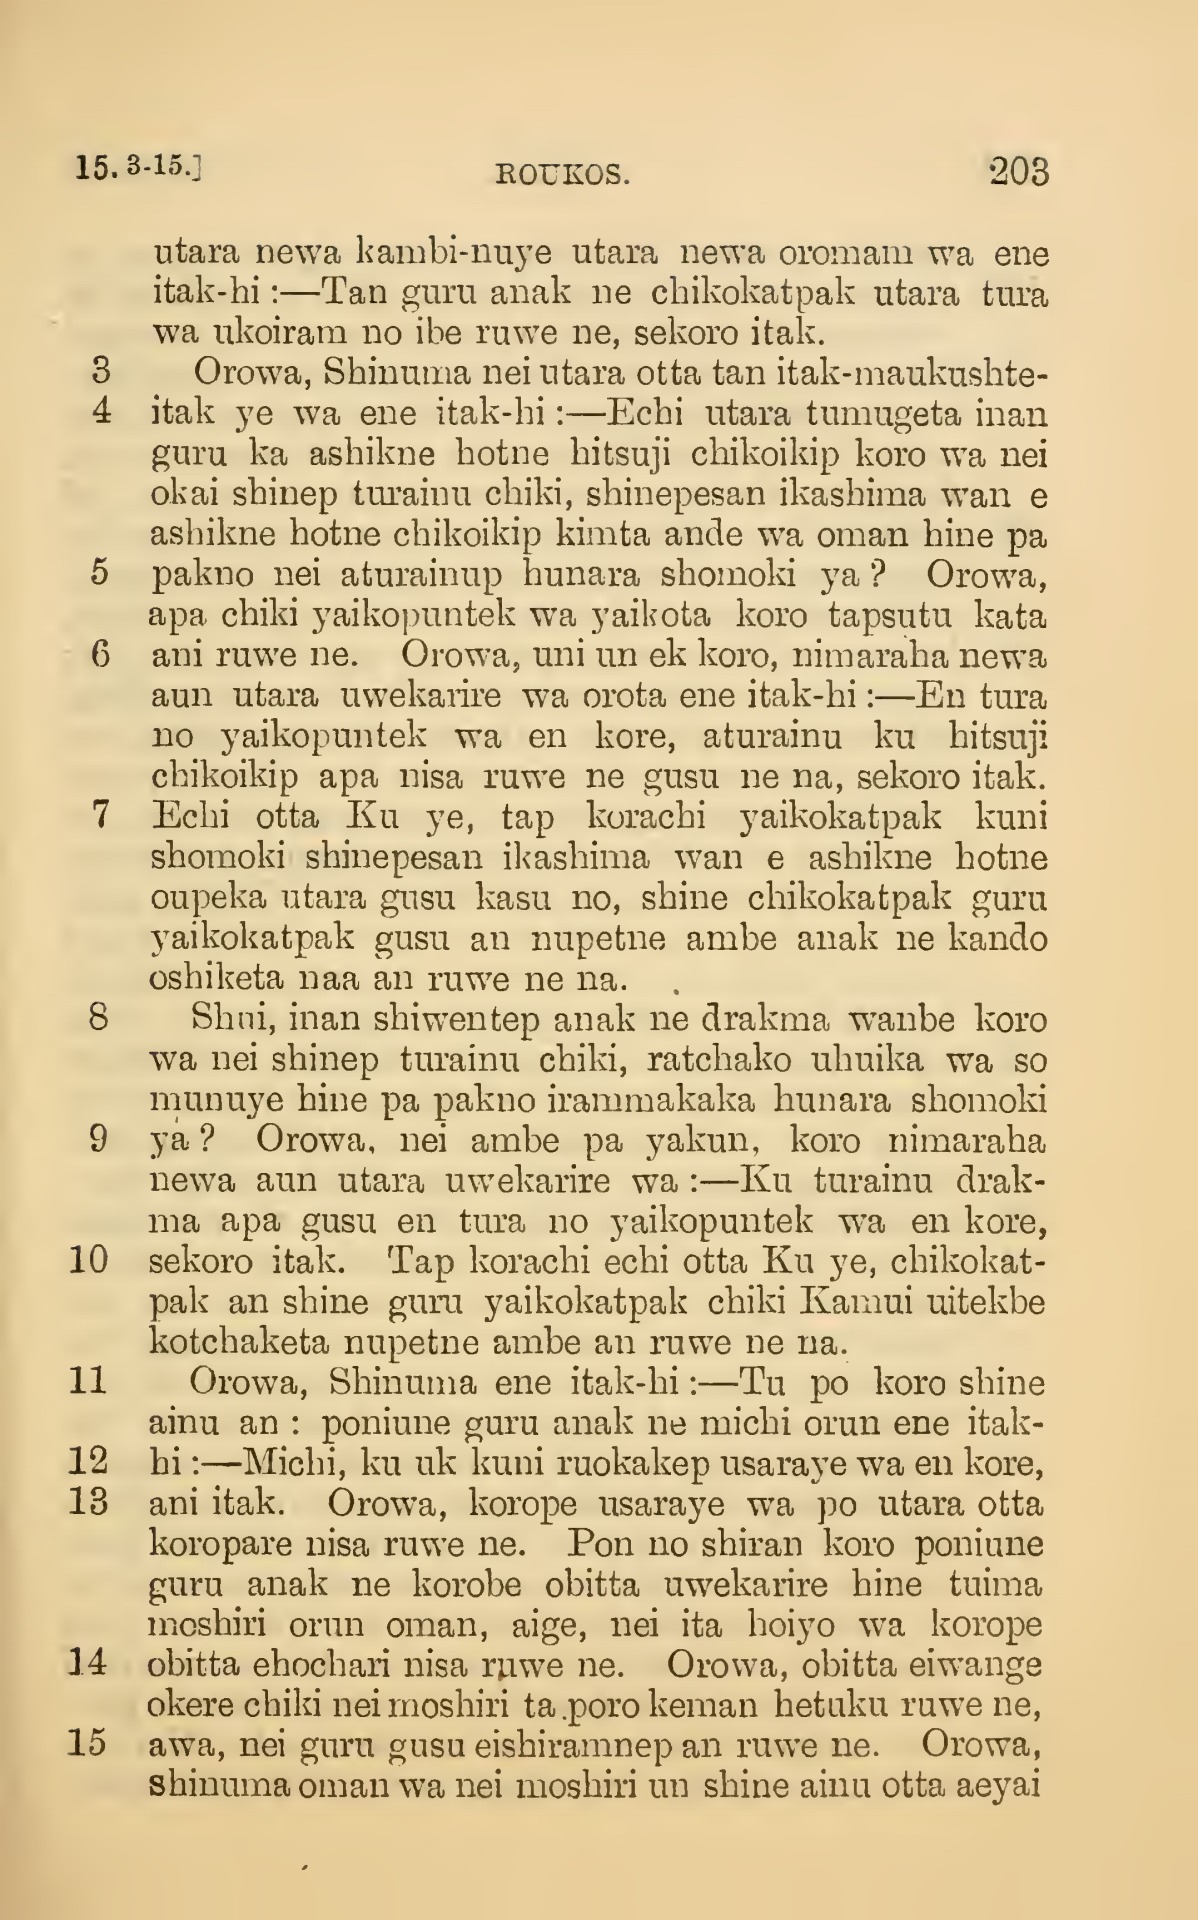 15. 3-15.] ROUKOS. 203
utara newa kambi-nuye utara newa oromam wa ene
itak-hi :—Tan guru anak ne chikokatpak utara tura
wa ukoiram no ibe ruwe ne, sekoro itak.
3 Orowa, Shinuma nei utara otta tan itak-maukushte-
4 itak ye wa ene itak-hi :—Echi utara tumugeta inan
guru ka ashikne hotne hitsuji chikoikip koro wa nei
okai shinep turainu chiki, shinepesan ikashima wan e
ashikne hotne chikoikip kimta ande wa oman hine pa
5 pakno nei aturainup hunara shomoki ya ? Orowa,
apa chiki yaikopuntek wa yaikota koro tapsutu kata
6 ani ruwe ne. Orowa, uni un ek koro, nimaraha newa
aun utara uwekarire wa orota ene itak-hi :—En tura
no yaikopuntek wa en kore, aturainu ku hitsuji
chikoikip apa nisa ruwe ne gusu ne na, sekoro itak.
7 Echi otta Ku ye, tap korachi yaikokatpak kuni
shomoki shinepesan ikashima wan e ashikne hotne
oupeka utara gusu kasu no, shine chikokatpak guru
yaikokatpak gusu an nupetne ambe anak ne kando
oshiketa naa an ruwe ne na.
8 Shui, inan shiwentep anak ne drakma wanbe koro
wa nei shinep turainu chiki, ratchako uhuika wa so
munuye hine pa pakno irammakaka hunara shomoki
9 ya ? Orowa, nei ambe pa yakun, koro nimaraha
newa aun utara uwekarire wa :—Ku turainu drak-
ma apa gusu en tura no yaikopuntek wa en kore,
10 sekoro itak. Tap korachi echi otta Ku ye, chikokat-
pak an shine guru yaikokatpak chiki Kamui uitekbe
kotchaketa nupetne ambe an ruwe ne na.
11 Orowa, Shinuma ene itak-hi :—Tu po koro shine
ainu an : poniune guru anak ne michi orun ene itak-
12 hi :—Michi, ku uk kuni ruokakep usaraye wa en kore,
13 ani itak. Orowa, korope usaraye wa po utara otta
koropare nisa ruwe ne. Pon no shiran koro poniune
guru anak ne korobe obitta uwekarire hine tuima
moshiri orun oman, aige, nei ita hoiyo wa korope
14 obitta ehochari nisa ruwe ne. Orowa, obitta eiwange
okere chiki nei moshiri ta poro keman hetuku ruwe ne,
15 awa, nei guru gusu eishiramnep an ruwe ne. Orowa,
shinuma oman wa nei moshiri un shine ainu otta aeyai